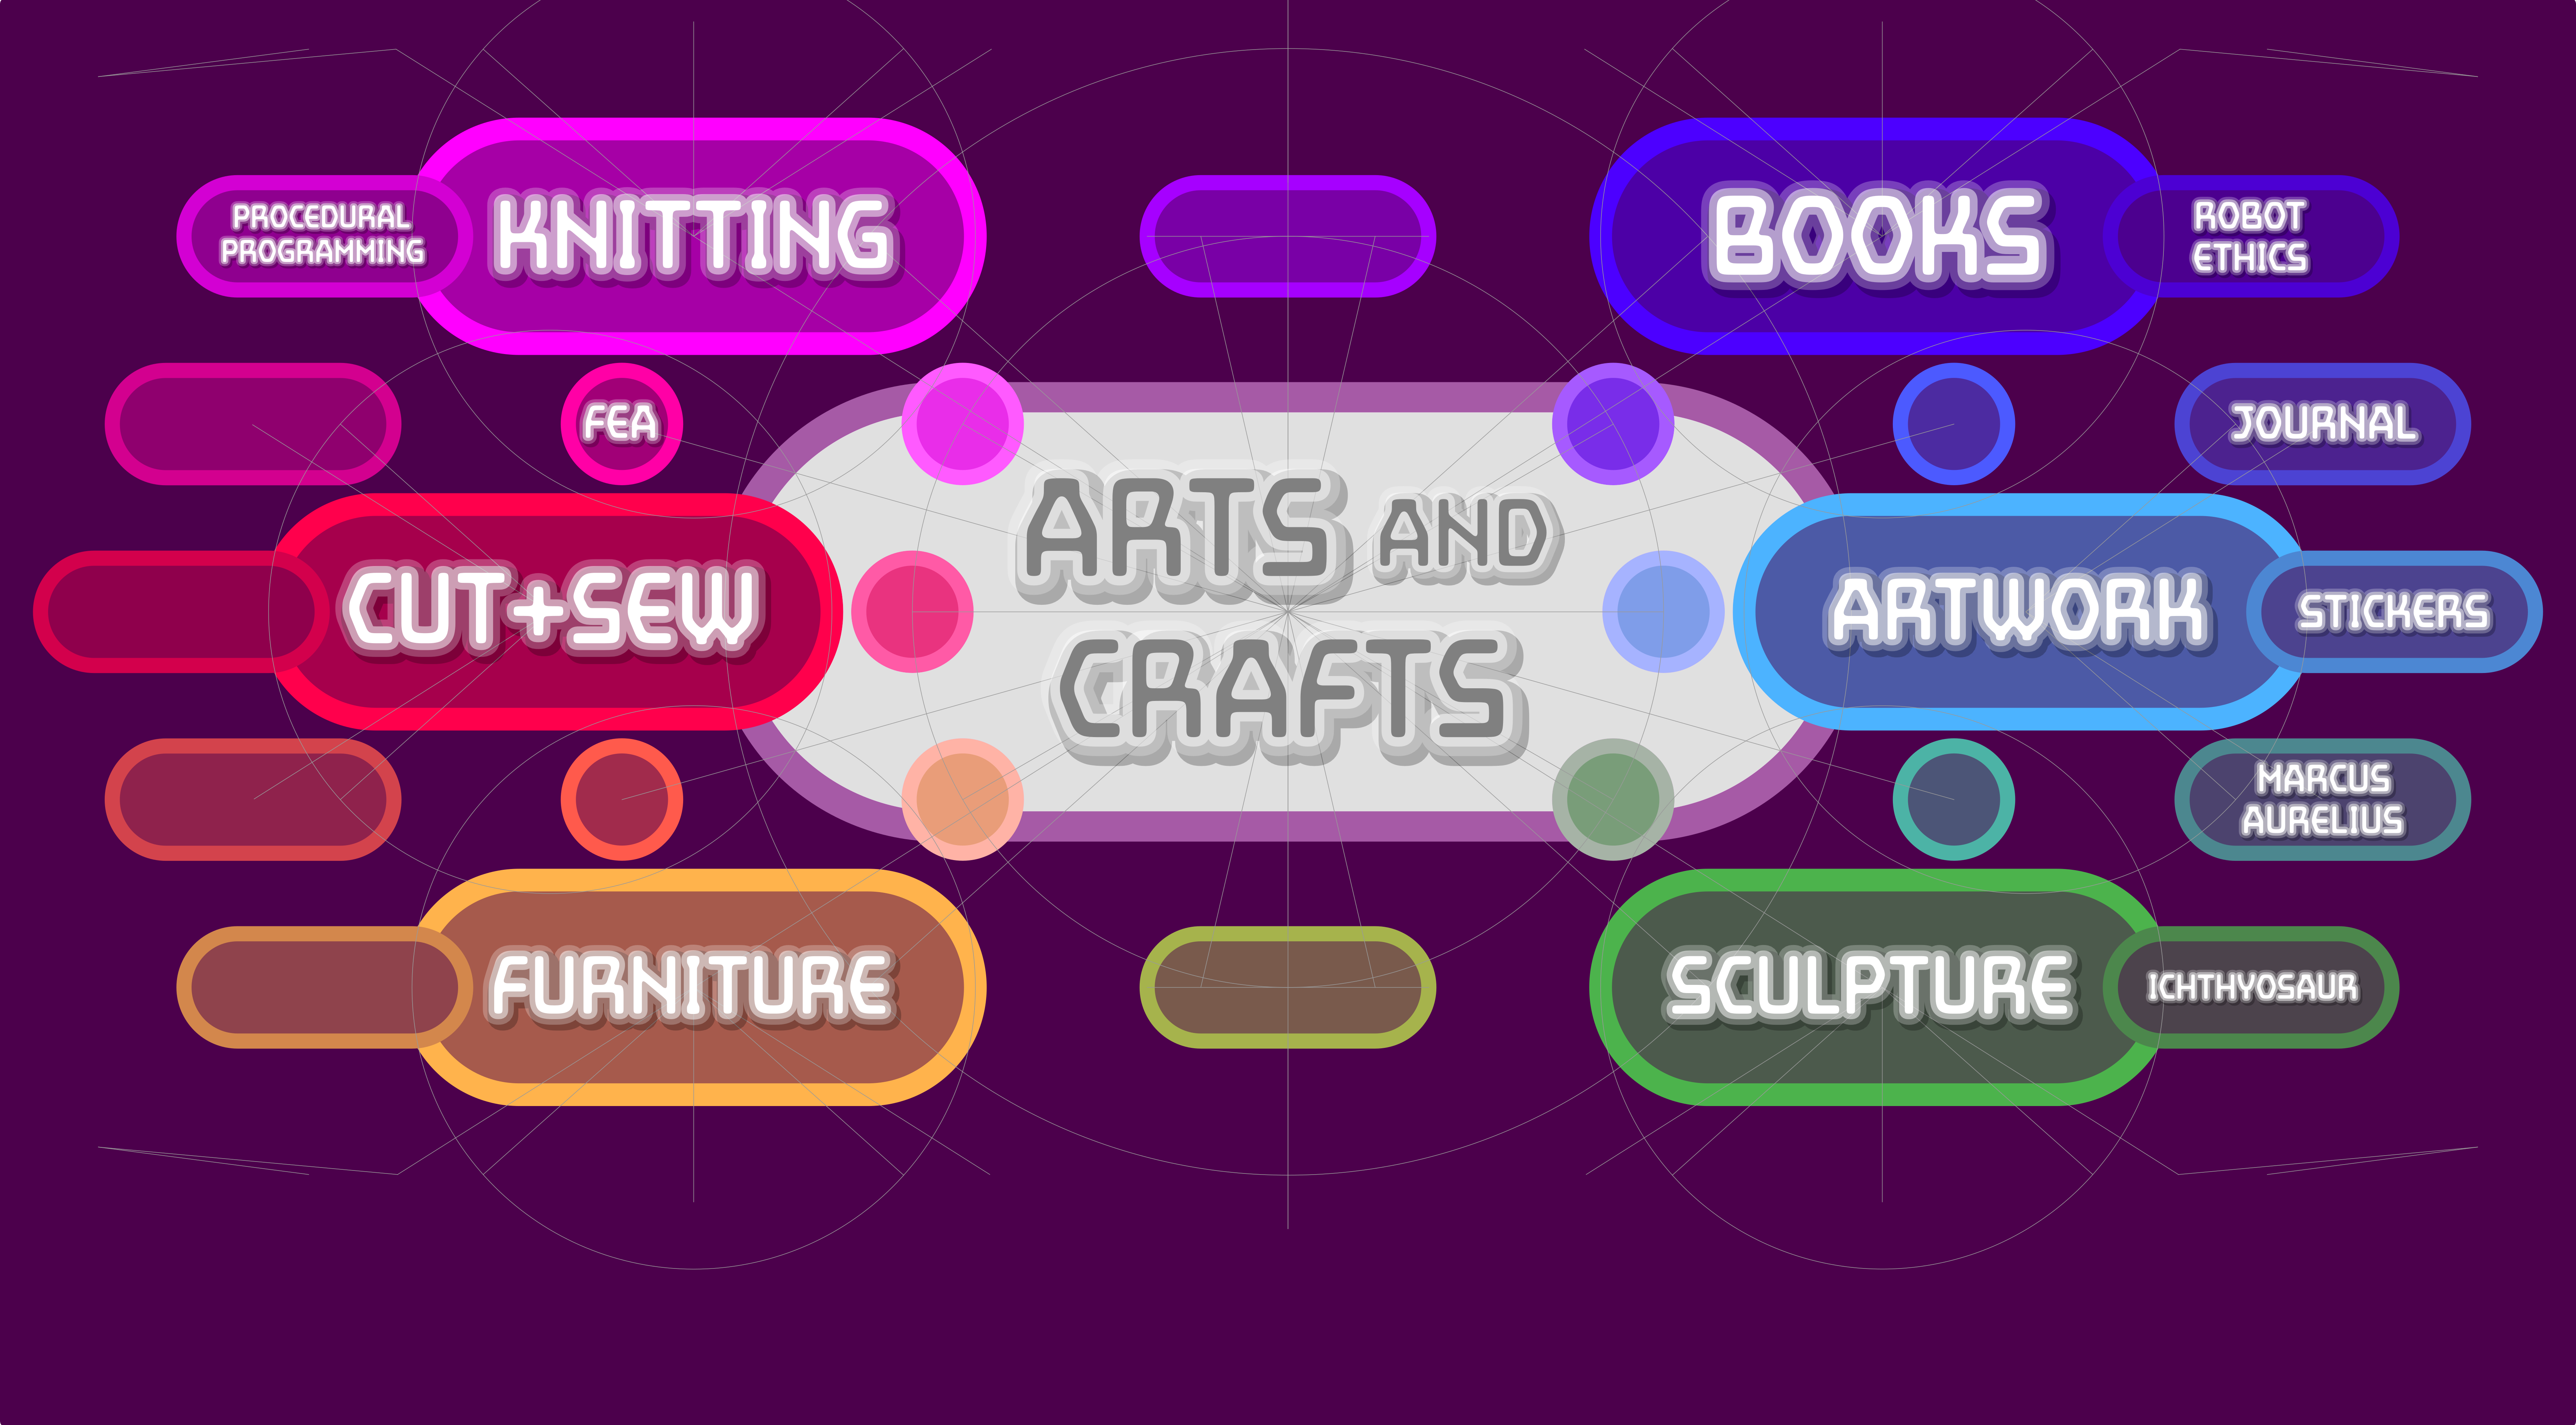 PROCEDURAL
PROGRAMMING
KNITTING
BOOKS
ROBOT
ETHICS
FEA
JOURNAL
ARTS AND
CRAFTS
CUT+SEW
ARTWORK
STICKERS
MARCUS
AURELIUS
FURNITURE
SCULPTURE
ICHTHYOSAUR